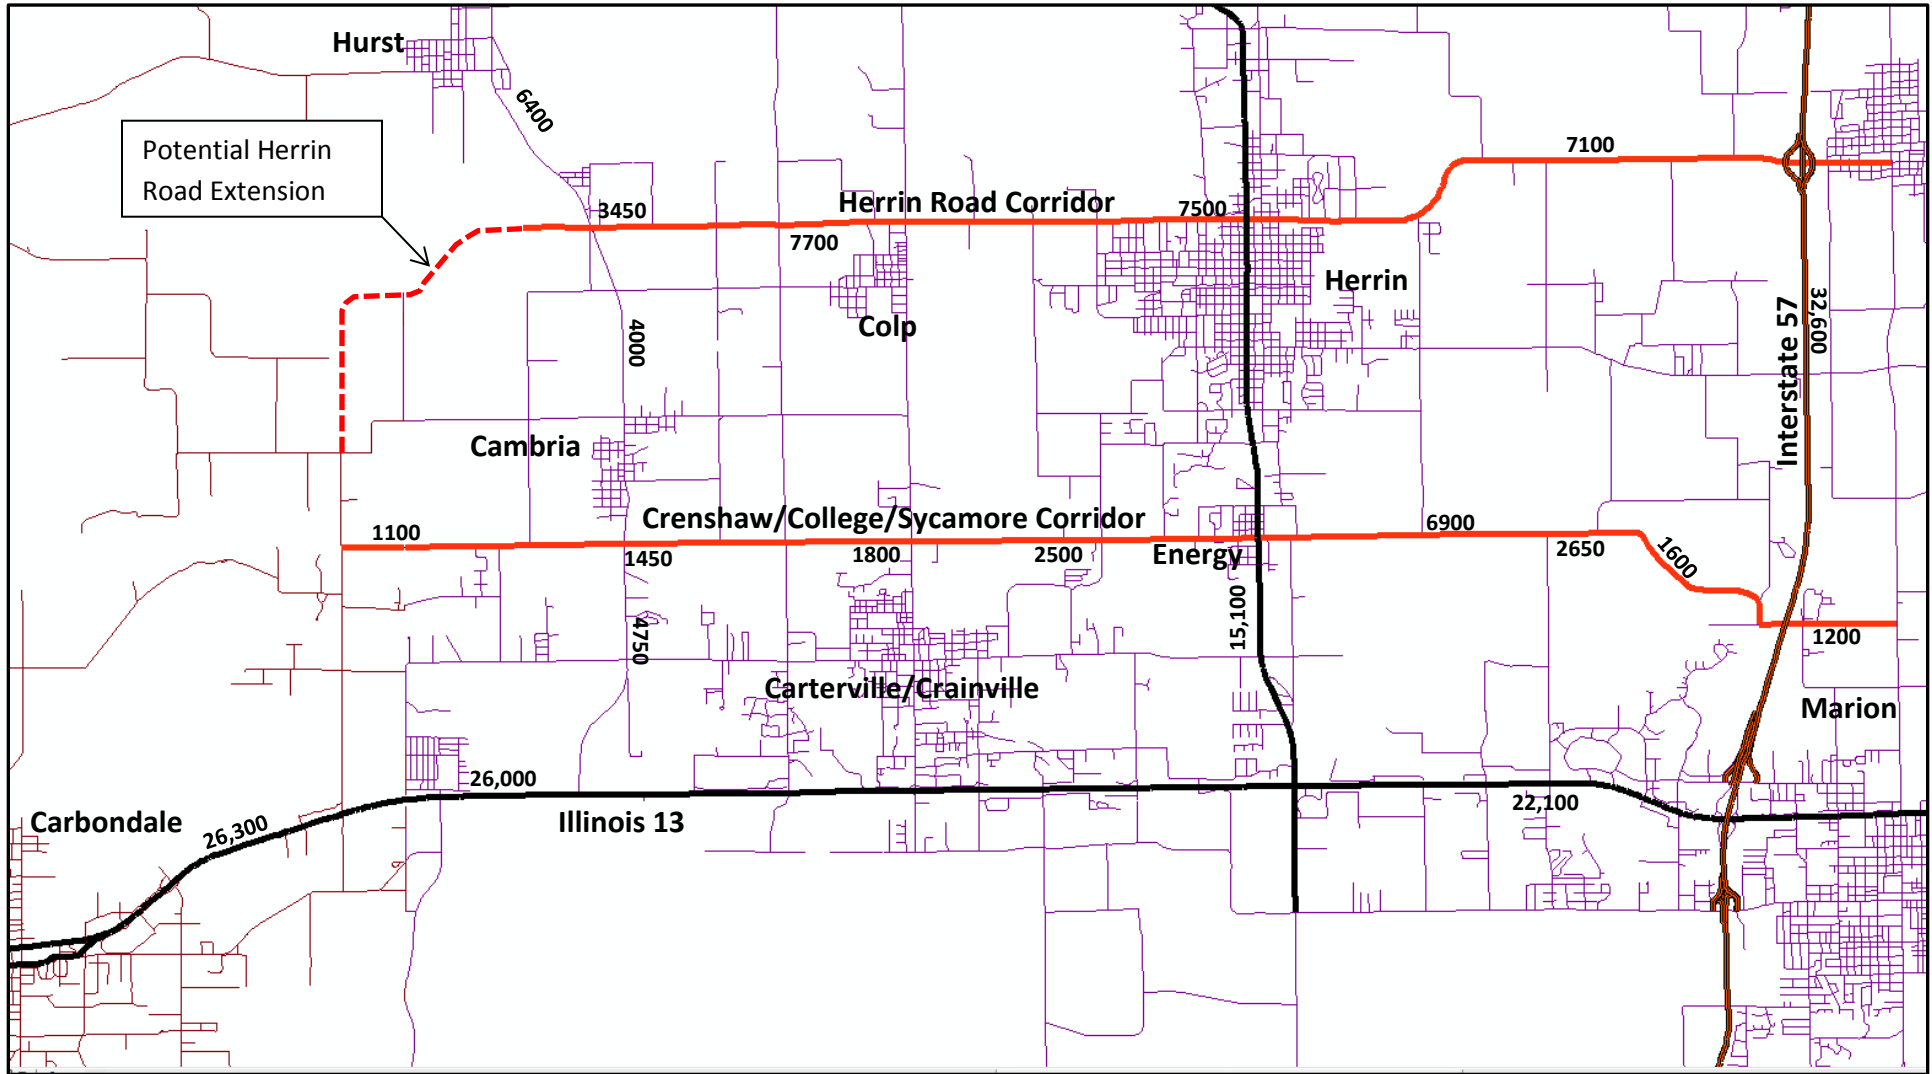 Hurst
6400
Potential Herrin
Road Extension
7100
3450
Herrin Road Corridor
7500
7700
Herrin
Colp
4000
Interstate 57
32,600
Cambria
Crenshaw/College/Sycamore Corridor
1100
6900
1450
1800
2500
Energy
2650
1600
15,100
4750
1200
Carterville/Crainville
Marion
26,000
22,100
Carbondale
26,300
Illinois 13